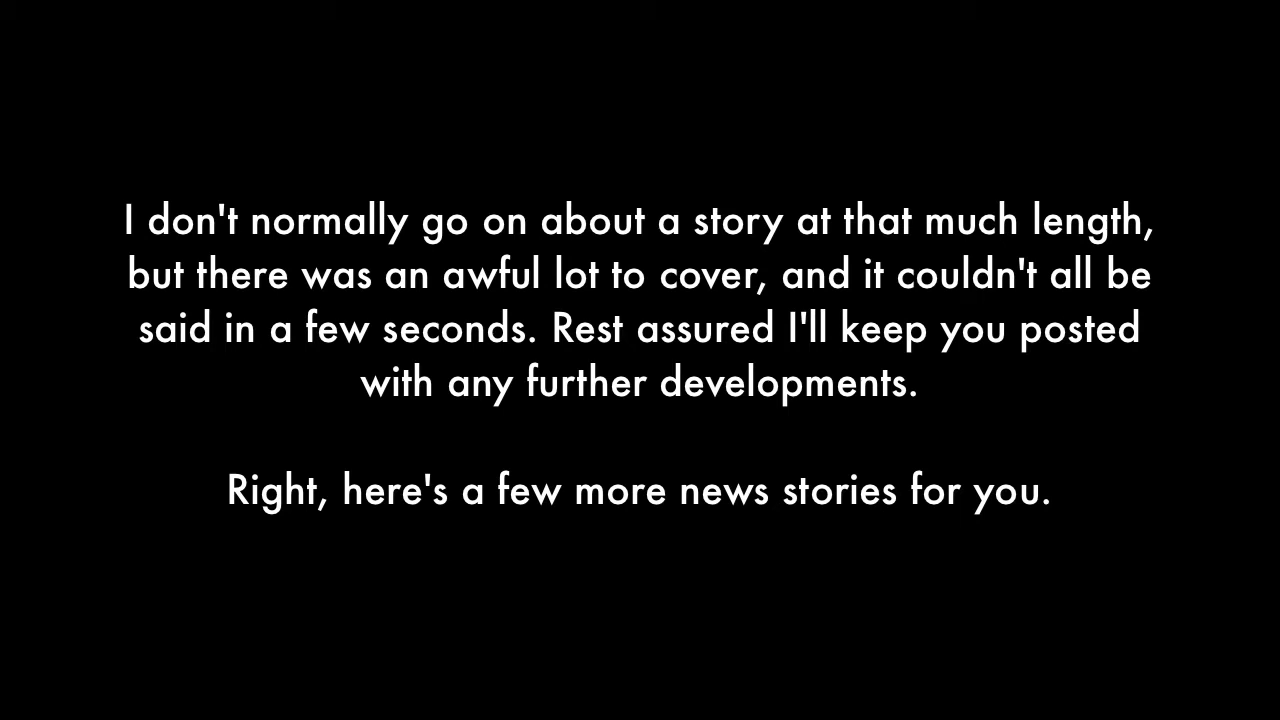 I don't normally go on about a story at that much length,
but there was an awful lot to cover, and it couldn't all be
said in a few seconds. Rest assured I'll keep you posted
with any further developments.
Right, here's a few more news stories for you.